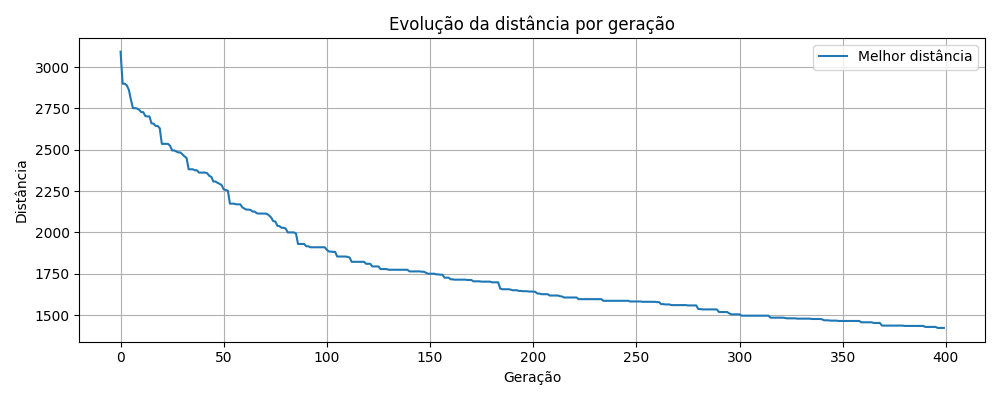 Evolução da distância por geração
Melhor distância
Distância
3000
2750
2500
2250
2000
1750
1500
0 50 100 150 200 250 300 350 400
Geração